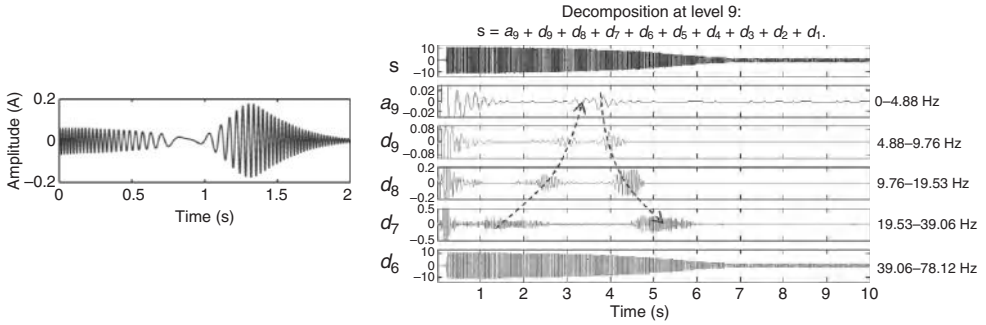 Amplitude (A)
0.2
0
−0.2
0 0.5 1 1.5 2
Time (s)
Decomposition at level 9:
s = a9 + d9 + d8 + d7 + d6 + d5 + d4 + d3 + d2 + d1.
s
10
0
−10
a9
0.02
0
−0.02
0–4.88 Hz
d9
0.08
0
−0.08
4.88–9.76 Hz
d8
0.2
0
−0.2
9.76–19.53 Hz
d7
0.5
0
−0.5
19.53–39.06 Hz
d6
10
0
−10
39.06–78.12 Hz
1 2 3 4 5 6 7 8 9 10
Time (s)